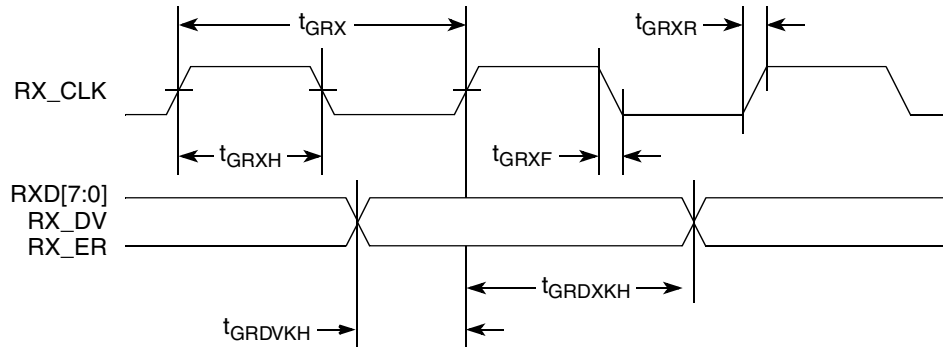 tGRX
tGRXR
RX_CLK
tGRXH
tGRXF
RXD[7:0]
RX_DV
RX_ER
tGRDXKH
tGRDVKH